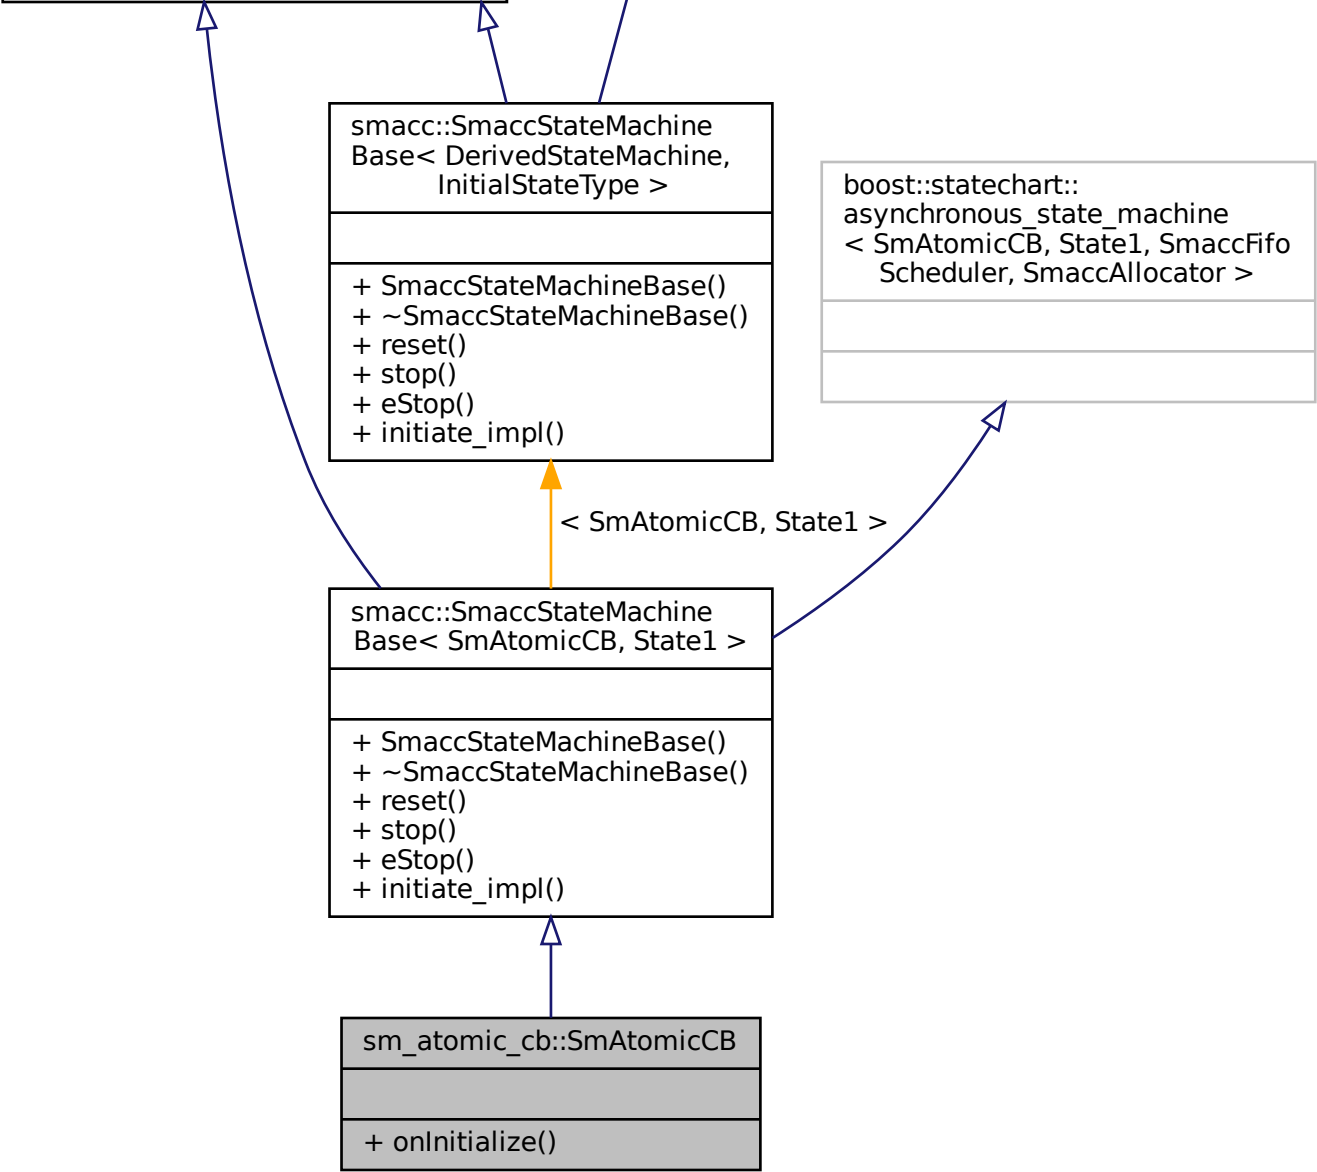 smacc::SmaccStateMachine
Base< DerivedStateMachine,
InitialStateType >
+ SmaccStateMachineBase()
+ ~SmaccStateMachineBase()
+ reset()
+ stop()
+ eStop()
+ initiate_impl()
boost::statechart::
asynchronous_state_machine
< SmAtomicCB, State1, SmaccFifo
Scheduler, SmaccAllocator >
< SmAtomicCB, State1 >
smacc::SmaccStateMachine
Base< SmAtomicCB, State1 >
+ SmaccStateMachineBase()
+ ~SmaccStateMachineBase()
+ reset()
+ stop()
+ eStop()
+ initiate_impl()
sm_atomic_cb::SmAtomicCB
+ onInitialize()